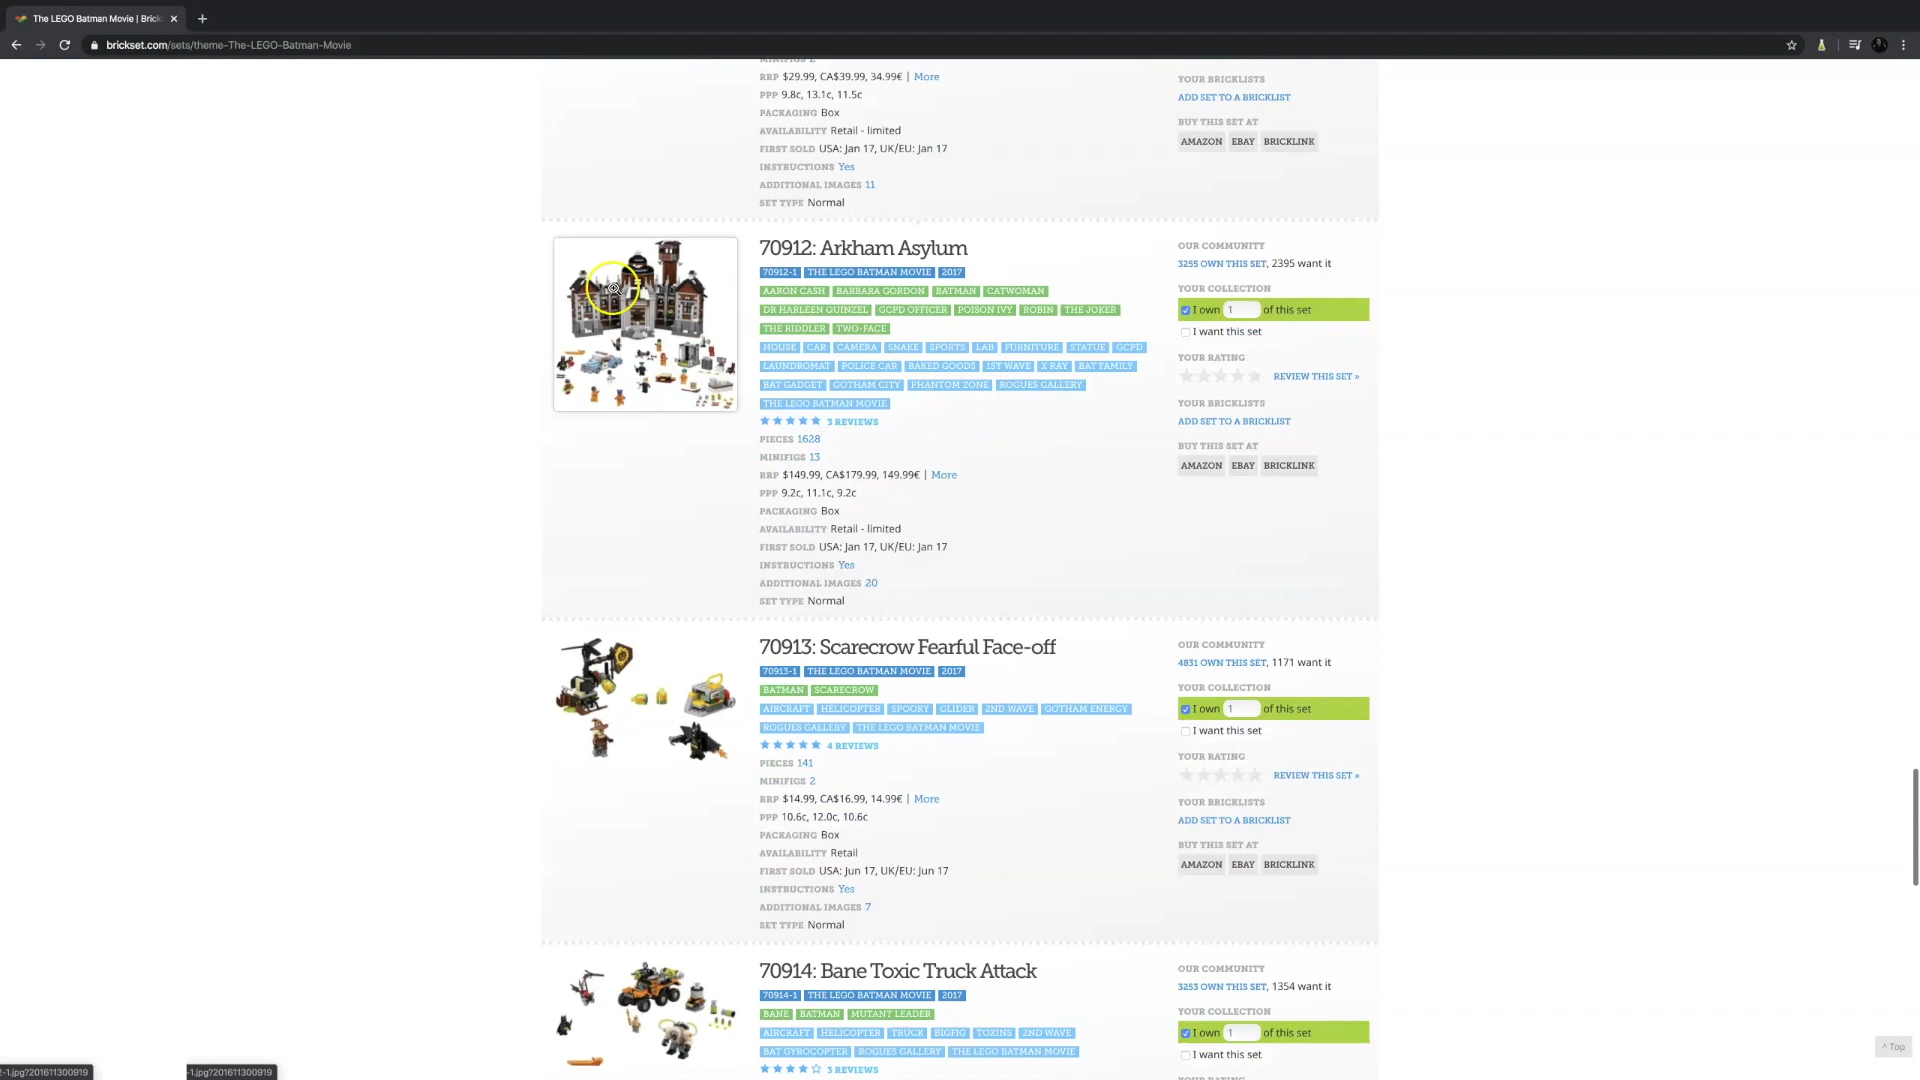 The LEGO Batman Movie | Brick
brickset.com/sets/theme-The-LEGO-Batman-Movie
MINIFIGS 2
RRP $29.99, CA$39.99, 34.99€ | More
PPP 9.8c, 13.1c, 11.5c
PACKAGING Box
AVAILABILITY Retail - limited
FIRST SOLD USA: Jan 17, UK/EU: Jan 17
INSTRUCTIONS Yes
ADDITIONAL IMAGES 11
SET TYPE Normal
YOUR BRICKLISTS
ADD SET TO A BRICKLIST
BUY THIS SET AT
AMAZON EBAY BRICKLINK
70912: Arkham Asylum
70912-1 THE LEGO BATMAN MOVIE 2017
AARON CASH BARBARA GORDON BATMAN CATWOMAN
DR HARLEEN QUINZEL GCPD OFFICER POISON IVY ROBIN THE JOKER
THE RIDDLER TWO-FACE
HOUSE CAR CAMERA SNAKE SPORTS LAB FURNITURE STATUE GCPD
LAUNDROMAT POLICE CAR BAKED GOODS 1ST WAVE X RAY BAT FAMILY
BAT GADGET GOTHAM CITY PHANTOM ZONE ROGUES GALLERY
THE LEGO BATMAN MOVIE
3 REVIEWS
PIECES 1628
MINIFIGS 13
RRP $149.99, CA$179.99, 149.99€ | More
PPP 9.2c, 11.1c, 9.2c
PACKAGING Box
AVAILABILITY Retail - limited
FIRST SOLD USA: Jan 17, UK/EU: Jan 17
INSTRUCTIONS Yes
ADDITIONAL IMAGES 20
SET TYPE Normal
OUR COMMUNITY
3255 OWN THIS SET, 2395 want it
YOUR COLLECTION
I own 1 of this set
I want this set
YOUR RATING
REVIEW THIS SET »
YOUR BRICKLISTS
ADD SET TO A BRICKLIST
BUY THIS SET AT
AMAZON EBAY BRICKLINK
70913: Scarecrow Fearful Face-off
70913-1 THE LEGO BATMAN MOVIE 2017
BATMAN SCARECROW
AIRCRAFT HELICOPTER SPOOKY GLIDER 2ND WAVE GOTHAM ENERGY
ROGUES GALLERY THE LEGO BATMAN MOVIE
4 REVIEWS
PIECES 141
MINIFIGS 2
RRP $14.99, CA$16.99, 14.99€ | More
PPP 10.6c, 12.0c, 10.6c
PACKAGING Box
AVAILABILITY Retail
FIRST SOLD USA: Jun 17, UK/EU: Jun 17
INSTRUCTIONS Yes
ADDITIONAL IMAGES 7
SET TYPE Normal
OUR COMMUNITY
4831 OWN THIS SET, 1171 want it
YOUR COLLECTION
I own 1 of this set
I want this set
YOUR RATING
REVIEW THIS SET »
YOUR BRICKLISTS
ADD SET TO A BRICKLIST
BUY THIS SET AT
AMAZON EBAY BRICKLINK
70914: Bane Toxic Truck Attack
70914-1 THE LEGO BATMAN MOVIE 2017
BANE BATMAN MUTANT LEADER
AIRCRAFT HELICOPTER TRUCK BIGFIG TOXINS 2ND WAVE
BAT GYROCOPTER ROGUES GALLERY THE LEGO BATMAN MOVIE
3 REVIEWS
OUR COMMUNITY
3253 OWN THIS SET, 1354 want it
YOUR COLLECTION
I own 1 of this set
I want this set
YOUR RATING
^ Top
2-1.jpg?201611300919
-1.jpg?201611300919